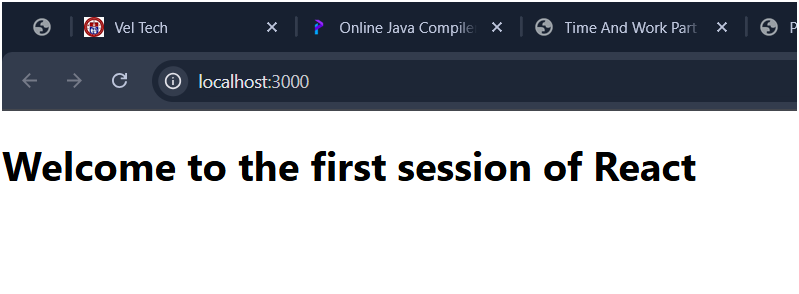 Vel Tech
Online Java Compile
Time And Work Part
P
localhost:3000
Welcome to the first session of React